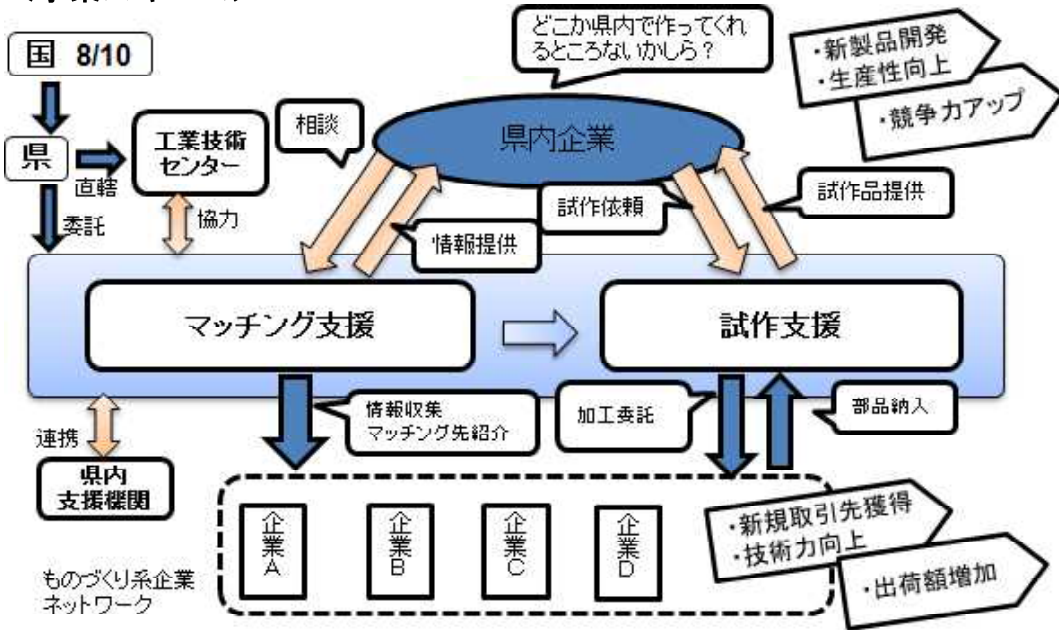 どこか県内で作ってくれ
るところないかしら?
国 8/10
・新製品開発
・生産性向上
・競争力アップ
県
直轄
工業技術
センター
相談
県内企業
委託
協力
情報提供
試作依頼
試作品提供
マッチング支援
試作支援
連携
情報収集
マッチング先紹介
加工委託
部品納入
県内
支援機関
企業A
企業B
企業C
企業D
・新規取引先獲得
・技術力向上
・出荷額増加
ものづくり系企業
ネットワーク